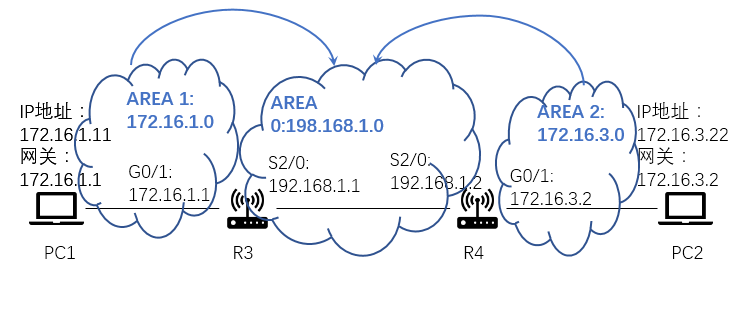 IP地址：
172.16.1.11
网关：
172.16.1.1
PC1
AREA 1:
172.16.1.0
G0/1:
172.16.1.1
R3
AREA
0:198.168.1.0
S2/0:
192.168.1.1
S2/0:
192.168.1.2
R4
AREA 2:
172.16.3.0
G0/1:
172.16.3.2
IP地址：
172.16.3.22
网关：
172.16.3.2
PC2